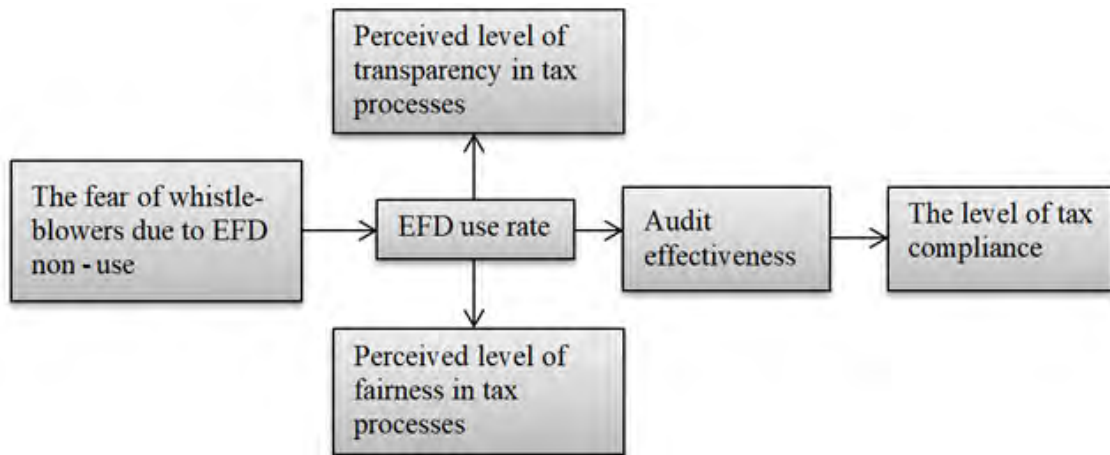 Perceived level of
transparency in tax
processes
The fear of whistle-
blowers due to EFD
non - use
EFD use rate
Audit
effectiveness
The level of tax
compliance
Perceived level of
fairness in tax
processes